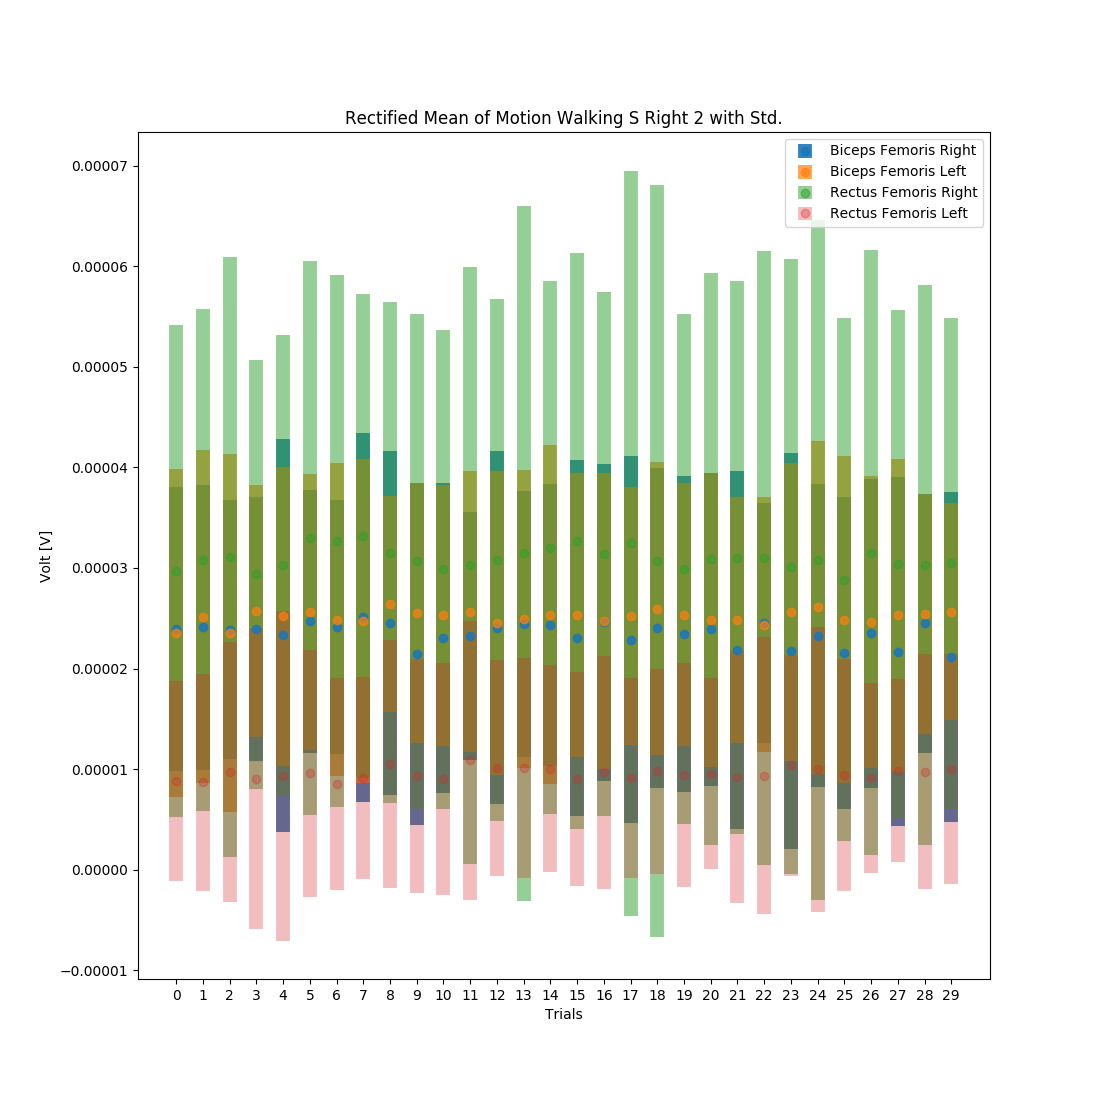 Rectified Mean of Motion Walking S Right 2 with Std.
Biceps Femoris Right
Biceps Femoris Left
Rectus Femoris Right
Rectus Femoris Left
0.00007
0.00006
0.00005
0.00004
0.00003
0.00002
0.00001
0.00000
−0.00001
Volt [V]
0 1 2 3 4 5 6 7 8 9 10 11 12 13 14 15 16 17 18 19 20 21 22 23 24 25 26 27 28 29
Trials